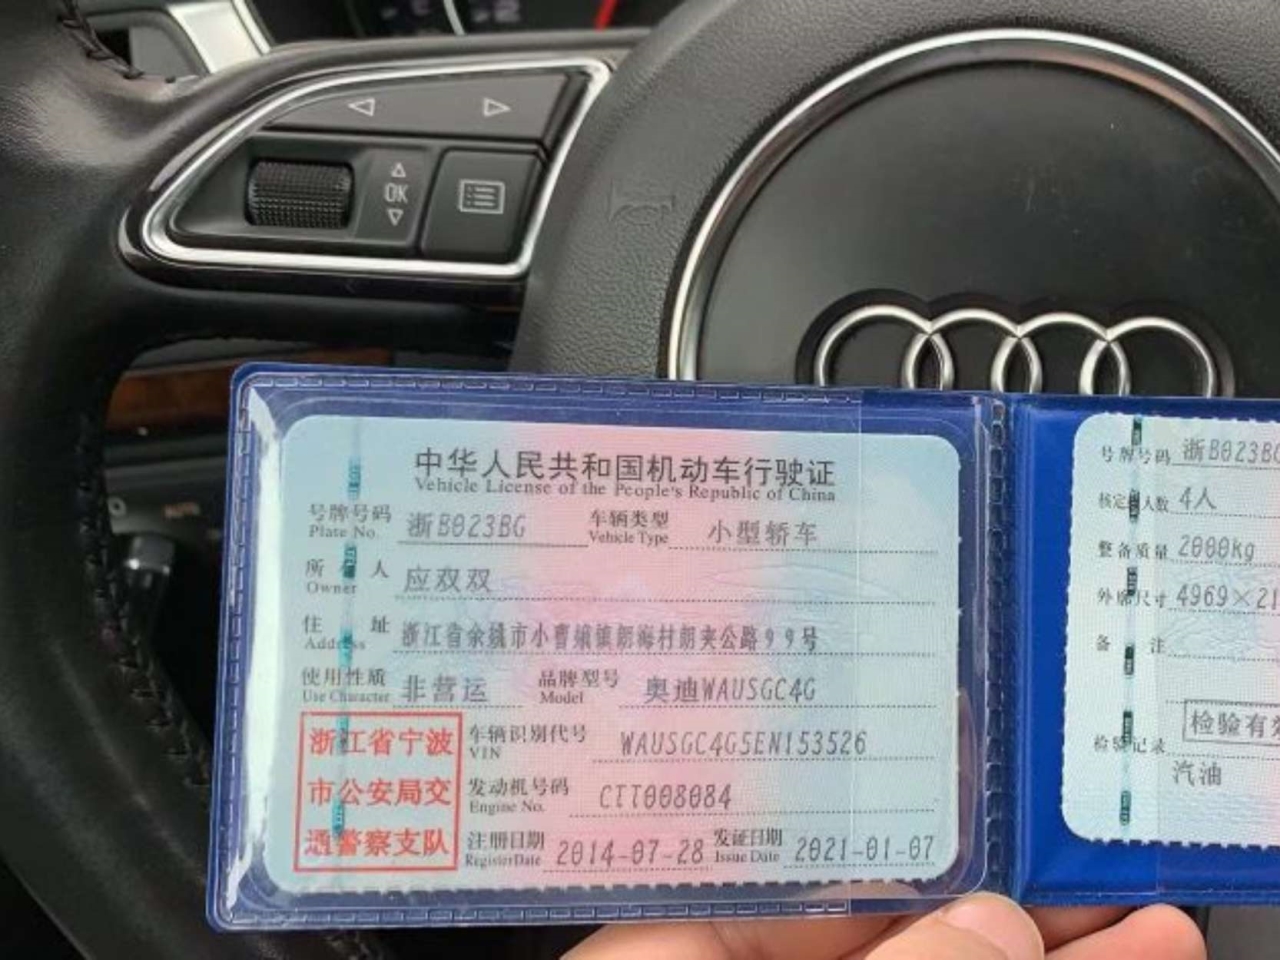 OK
中华人民共和国机动车行驶证
Vehicle License of the People's Republic of China
号牌号码 浙B023BG 车辆类型 小型轿车
Plate No. Vehicle Type
所 有 人 应双双
Owner
住 址 浙江省余姚市小曹娥镇朗海村朗夹公路99号
Address
使用性质 非营运 品牌型号 奥迪WAUSGC4G
Use Character Model
浙江省宁波
市公安局交
通警察支队
车辆识别代号 WAUSGC4G5EN153526
VIN
发动机号码 CTT008084
Engine No.
注册日期 2014-07-28 发证日期 2021-01-07
Register Date Issue Date
号牌号码 浙B023BG
核定人数 4人
整备质量 2000kg
外廓尺寸 4969×21
备 注
检验有效
检验记录
汽油